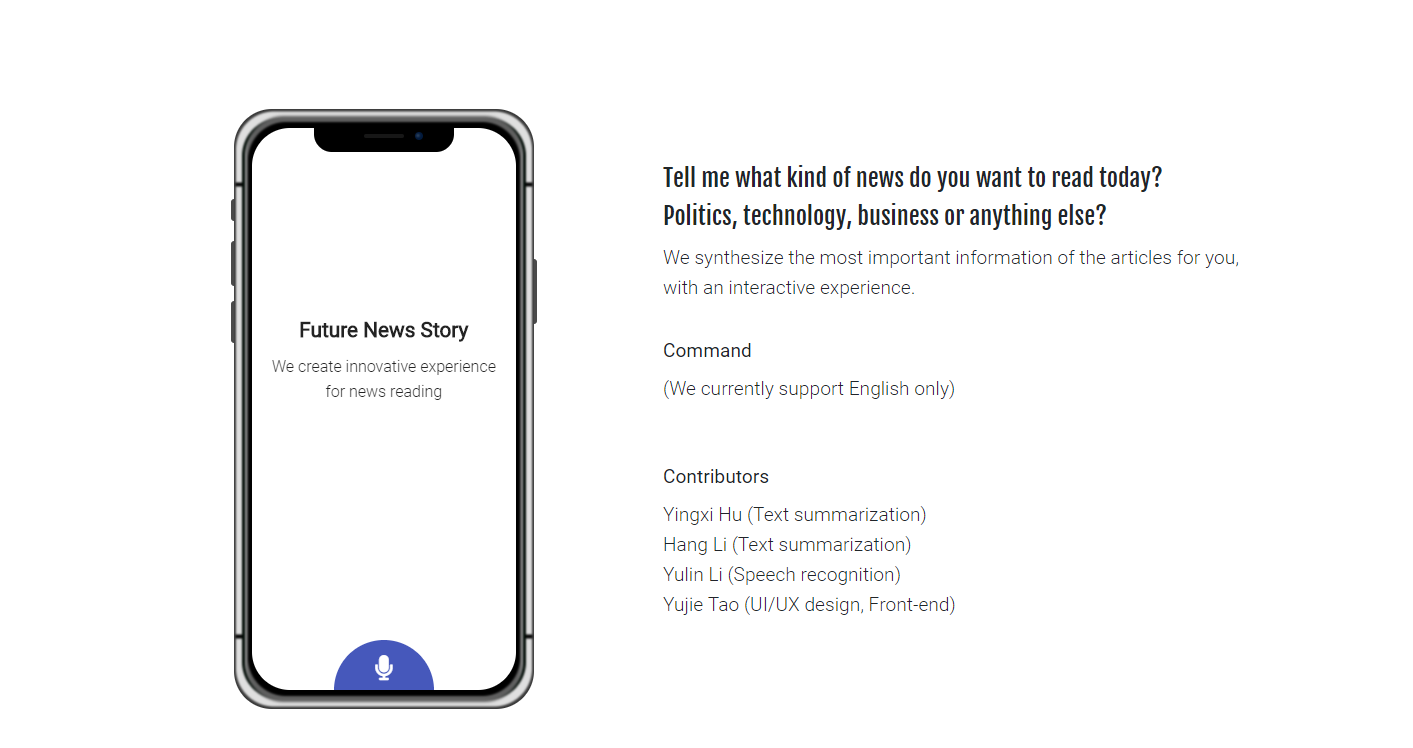 Future News Story
We create innovative experience
for news reading
Tell me what kind of news do you want to read today?
Politics, technology, business or anything else?
We synthesize the most important information of the articles for you,
with an interactive experience.
Command
(We currently support English only)
Contributors
Yingxi Hu (Text summarization)
Hang Li (Text summarization)
Yulin Li (Speech recognition)
Yujie Tao (UI/UX design, Front-end)